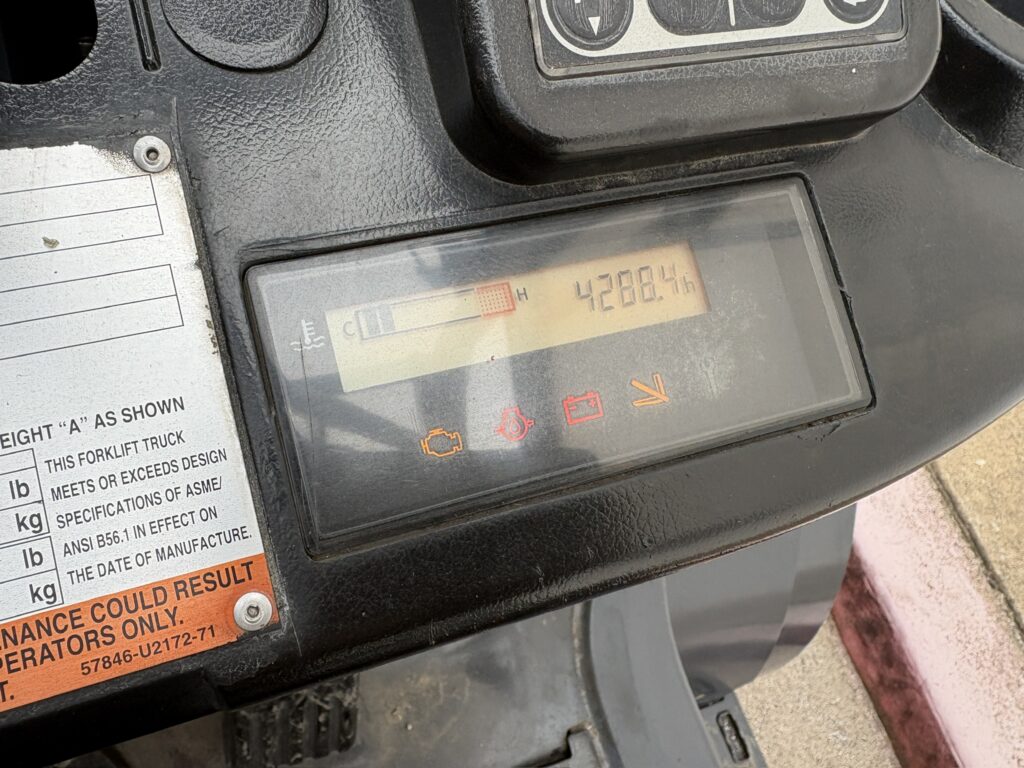 C H 4288.4h
EIGHT "A" AS SHOWN
lb
kg
lb
kg
THIS FORKLIFT TRUCK
MEETS OR EXCEEDS DESIGN
SPECIFICATIONS OF ASME/
ANSI B56.1 IN EFFECT ON
THE DATE OF MANUFACTURE.
NANCE COULD RESULT
PERATORS ONLY.
57846-U2172-71
T.